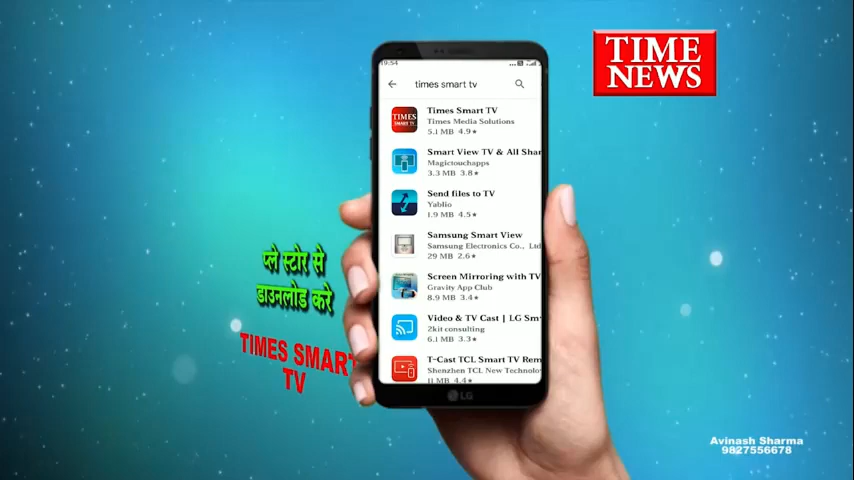 TIME
NEWS
19:54
times smart tv
TIMES
SMART TV
Times Smart TV
Times Media Solutions
5.1 MB 4.9★
Smart View TV & All Shar
Magictouchapps
3.3 MB 3.8★
Send files to TV
Yablio
1.9 MB 4.5★
Samsung Smart View
Samsung Electronics Co., Ltd
29 MB 2.6★
Screen Mirroring with TV
Gravity App Club
8.9 MB 3.4★
Video & TV Cast | LG Sm
2kit consulting
6.1 MB 3.3★
T-Cast TCL Smart TV Rem
Shenzhen TCL New Technolo
11 MB 4.4★
LG
प्ले स्टोर से
डाउनलोड करे
TIMES SMART
TV
Avinash Sharma
9827556678